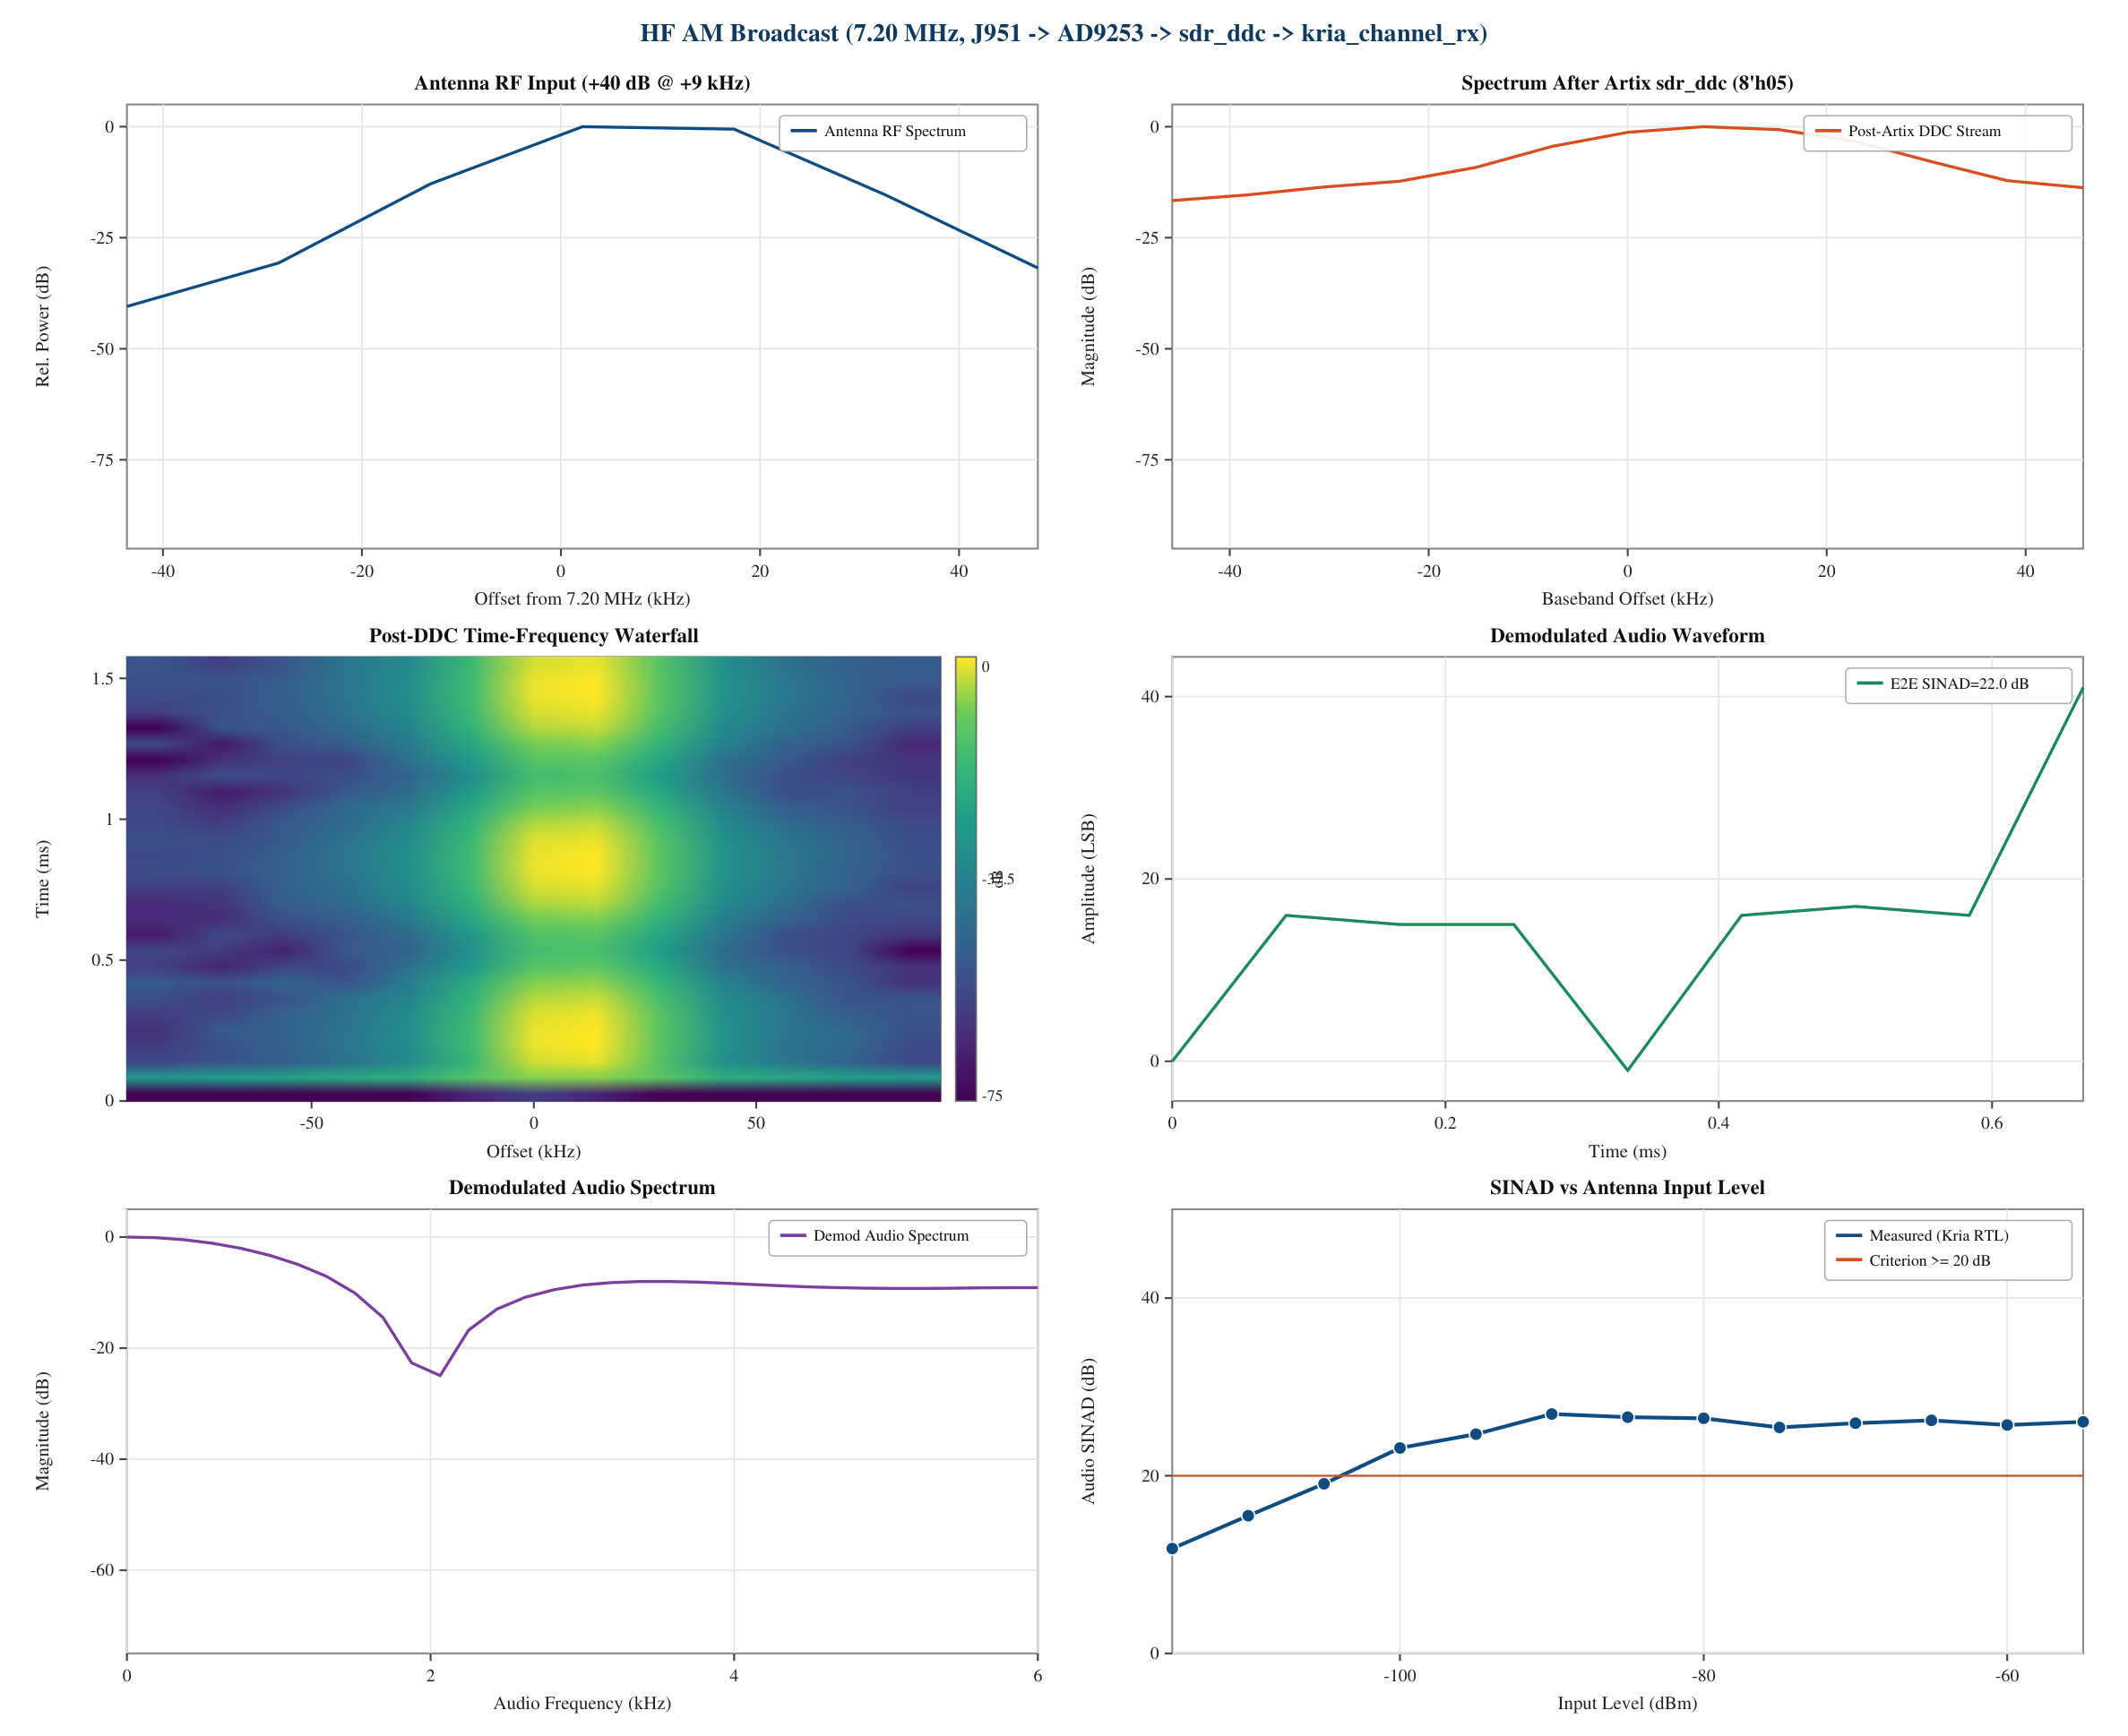 HF AM Broadcast (7.20 MHz, J951 -> AD9253 -> sdr_ddc -> kria_channel_rx)
Antenna RF Input (+40 dB @ +9 kHz)
Antenna RF Spectrum
Rel. Power (dB)
0
-25
-50
-75
-40
-20
0
20
40
Offset from 7.20 MHz (kHz)
Spectrum After Artix sdr_ddc (8'h05)
Post-Artix DDC Stream
Magnitude (dB)
0
-25
-50
-75
-40
-20
0
20
40
Baseband Offset (kHz)
Post-DDC Time-Frequency Waterfall
Time (ms)
1.5
1
0.5
0
-50
0
50
Offset (kHz)
0
-37.5
dB
-75
Demodulated Audio Waveform
E2E SINAD=22.0 dB
Amplitude (LSB)
40
20
0
0
0.2
0.4
0.6
Time (ms)
Demodulated Audio Spectrum
Demod Audio Spectrum
Magnitude (dB)
0
-20
-40
-60
0
2
4
6
Audio Frequency (kHz)
SINAD vs Antenna Input Level
Measured (Kria RTL)
Criterion >= 20 dB
Audio SINAD (dB)
40
20
0
-100
-80
-60
Input Level (dBm)